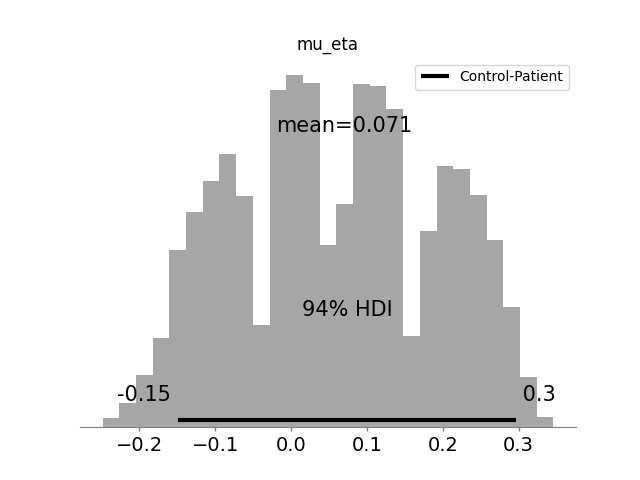 mu_eta
Control-Patient
mean=0.071
94% HDI
-0.15 0.3
−0.2 −0.1 0.0 0.1 0.2 0.3